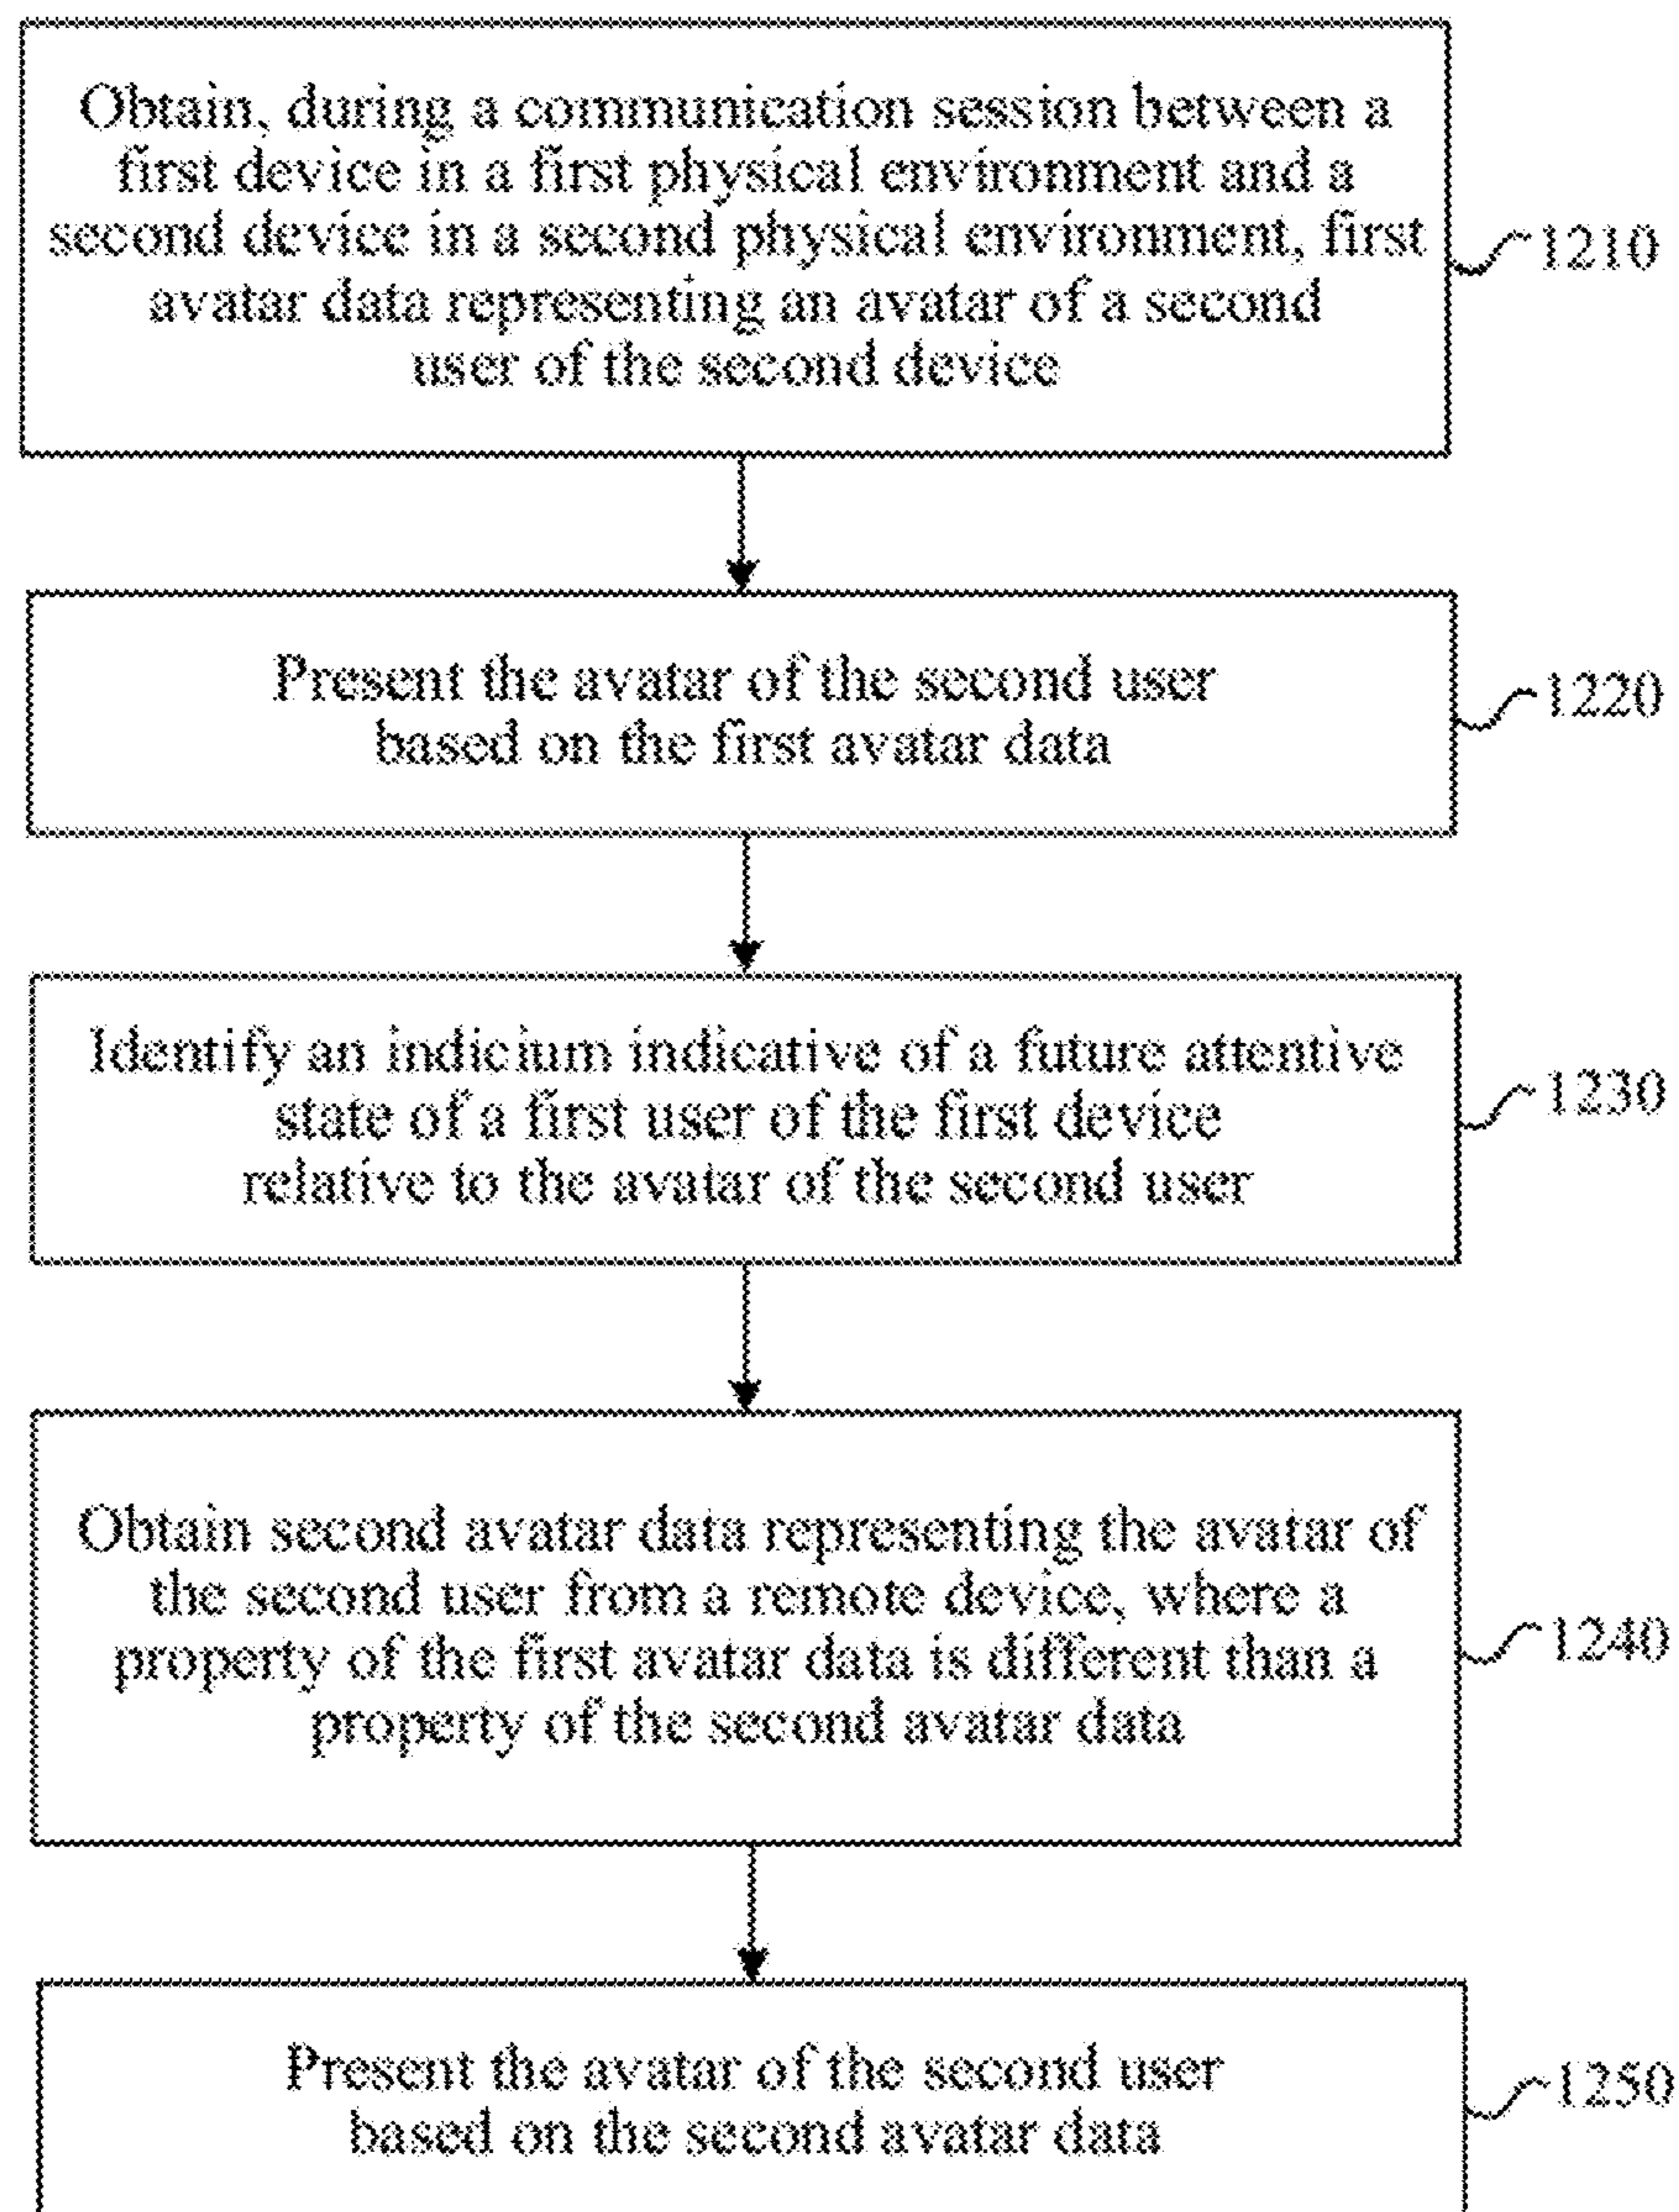 Obtain, during a communication session between a
first device in a first physical environment and a
second device in a second physical environment, first
avatar data representing an avatar of a second
user of the second device
1210
Present the avatar of the second user
based on the first avatar data
1220
Identify an indicium indicative of a future attentive
state of a first user of the first device
relative to the avatar of the second user
1230
Obtain second avatar data representing the avatar of
the second user from a remote device, where a
property of the first avatar data is different than a
property of the second avatar data
1240
Present the avatar of the second user
based on the second avatar data
1250